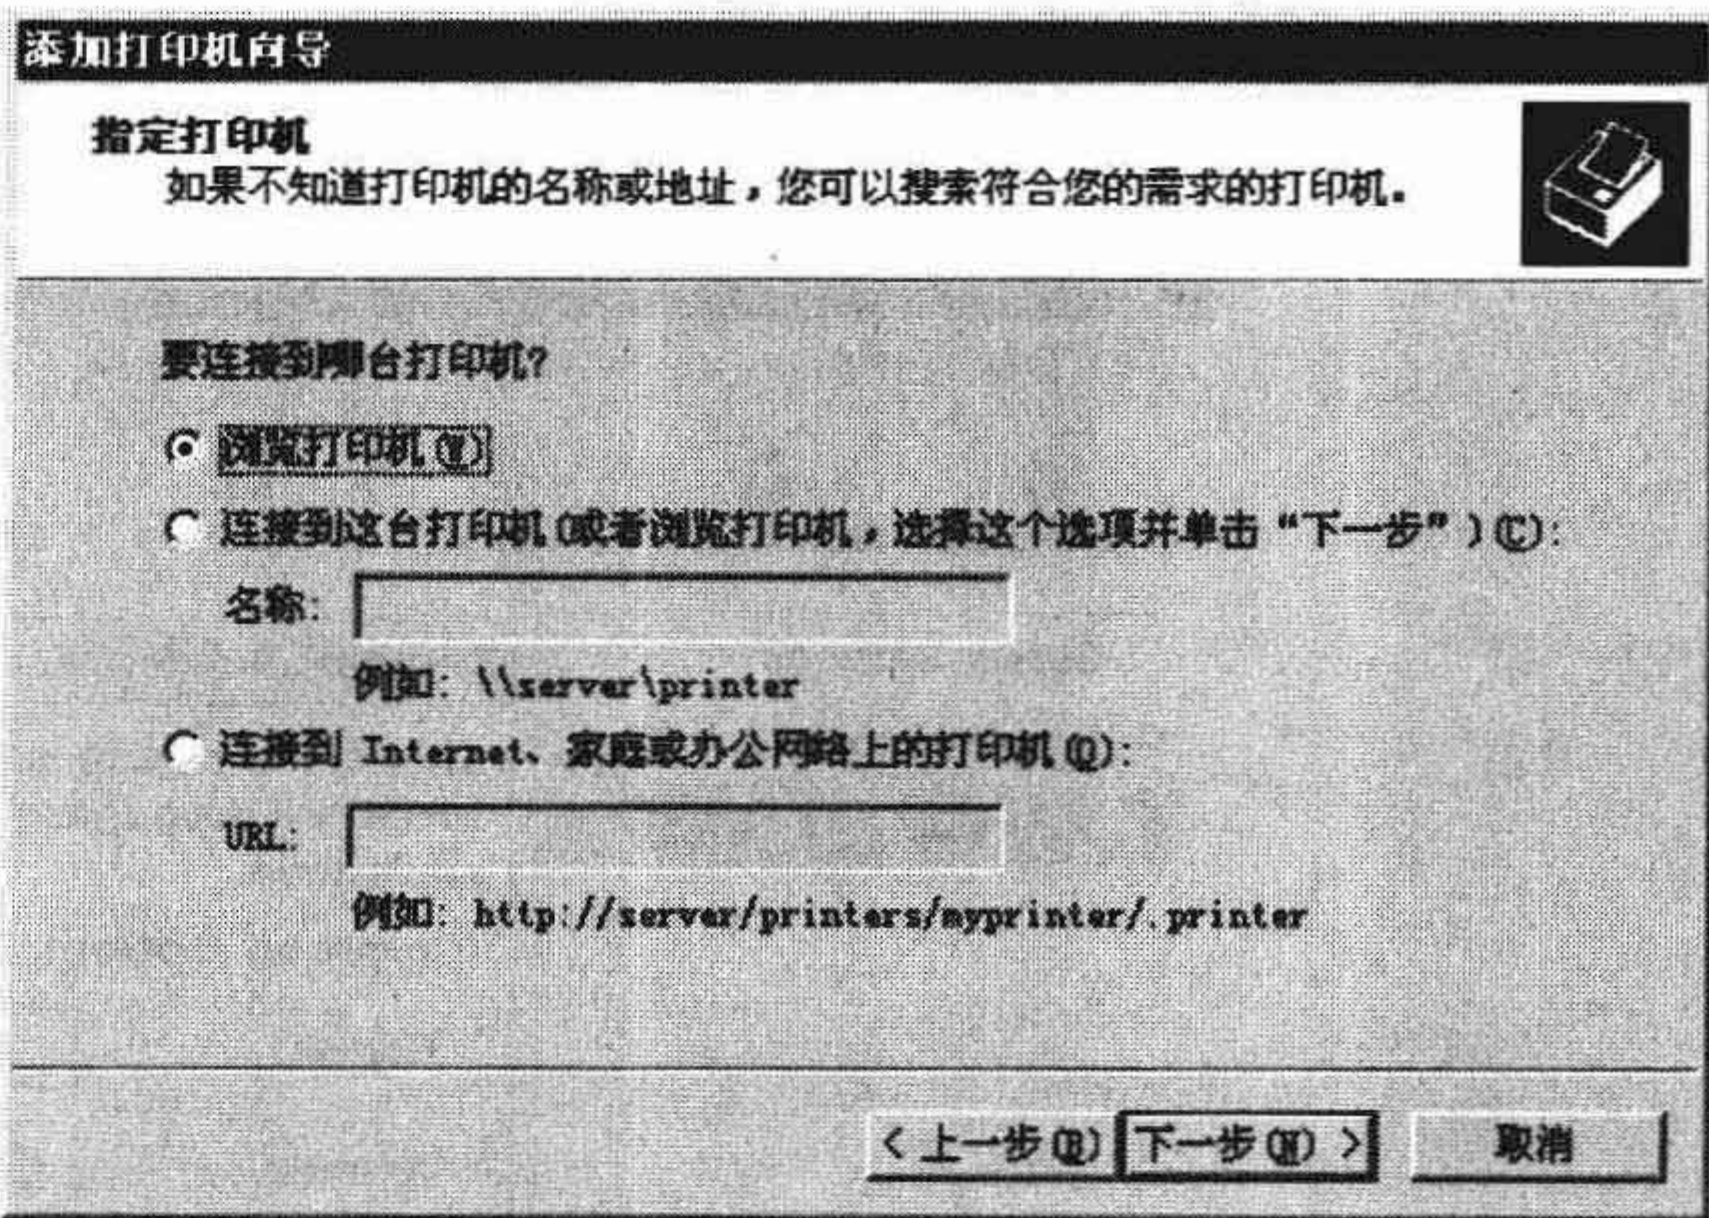 添加打印机向导
指定打印机
如果不知道打印机的名称或地址，您可以搜索符合您的需求的打印机。
要连接到哪台打印机?
浏览打印机(W)
连接到这台打印机(或者浏览打印机，选择这个选项并单击“下一步”)(C):
名称:
例如: \\server\printer
连接到 Internet、家庭或办公网络上的打印机(O):
URL:
例如: http://server/printers/myprinter/.printer
< 上一步(B) 下一步(N) > 取消